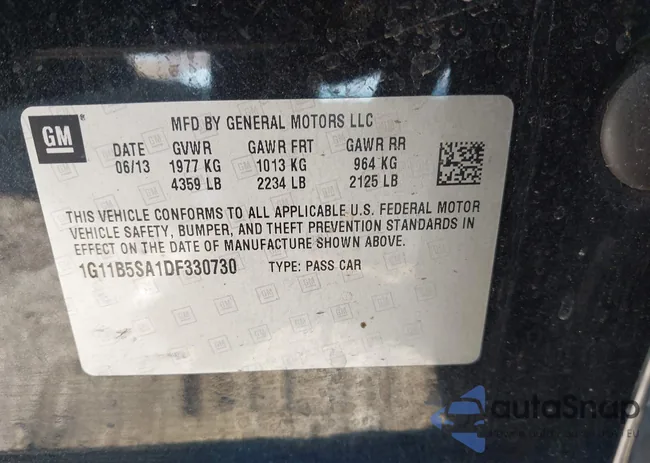 GM
MFD BY GENERAL MOTORS LLC
DATE GVWR GAWR FRT GAWR RR
06/13 1977 KG 1013 KG 964 KG
4359 LB 2234 LB 2125 LB
THIS VEHICLE CONFORMS TO ALL APPLICABLE U.S. FEDERAL MOTOR
VEHICLE SAFETY, BUMPER, AND THEFT PREVENTION STANDARDS IN
EFFECT ON THE DATE OF MANUFACTURE SHOWN ABOVE.
1G11B5SA1DF330730 TYPE: PASS CAR
autoSnap